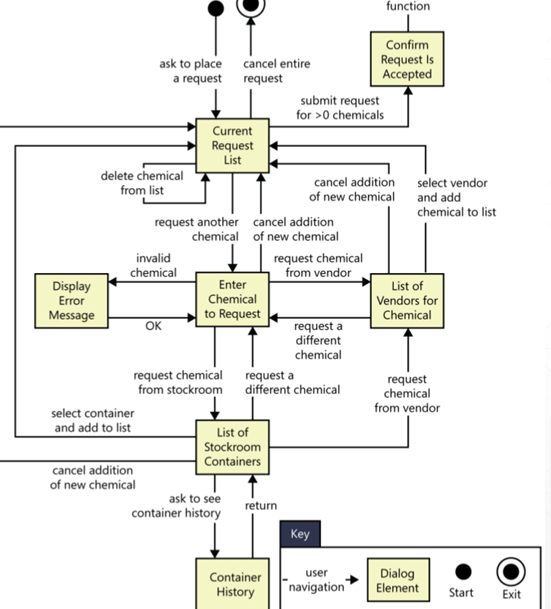 function
Confirm
Request Is
Accepted
ask to place
a request
cancel entire
request
submit request
for >0 chemicals
Current
Request
List
delete chemical
from list
cancel addition
of new chemical
select vendor
and add
chemical to list
request another
chemical
cancel addition
of new chemical
invalid
chemical
request chemical
from vendor
Display
Error
Message
Enter
Chemical
to Request
List of
Vendors for
Chemical
OK
request a
different
chemical
request chemical
from stockroom
request a
different chemical
request
chemical
from vendor
select container
and add to list
List of
Stockroom
Containers
cancel addition
of new chemical
ask to see
container history
return
Container
History
Key
user
navigation
Dialog
Element
Start
Exit